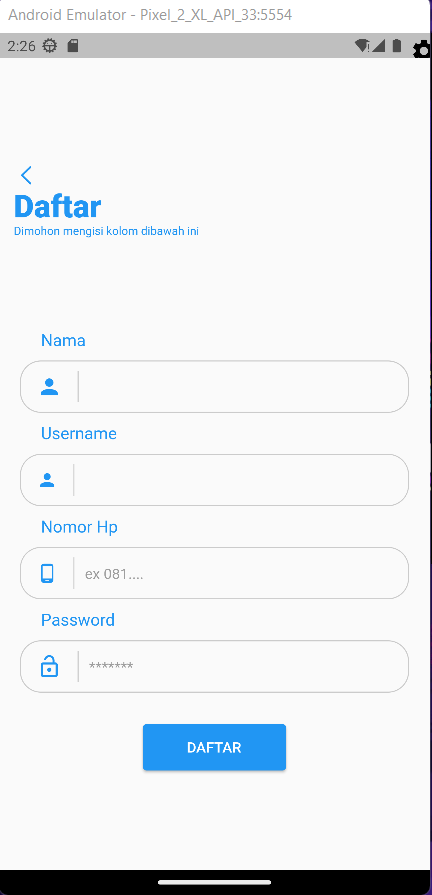 Android Emulator - Pixel_2_XL_API_33:5554
2:26
Daftar
Dimohon mengisi kolom dibawah ini
Nama
Username
Nomor Hp
ex 081....
Password
*******
DAFTAR